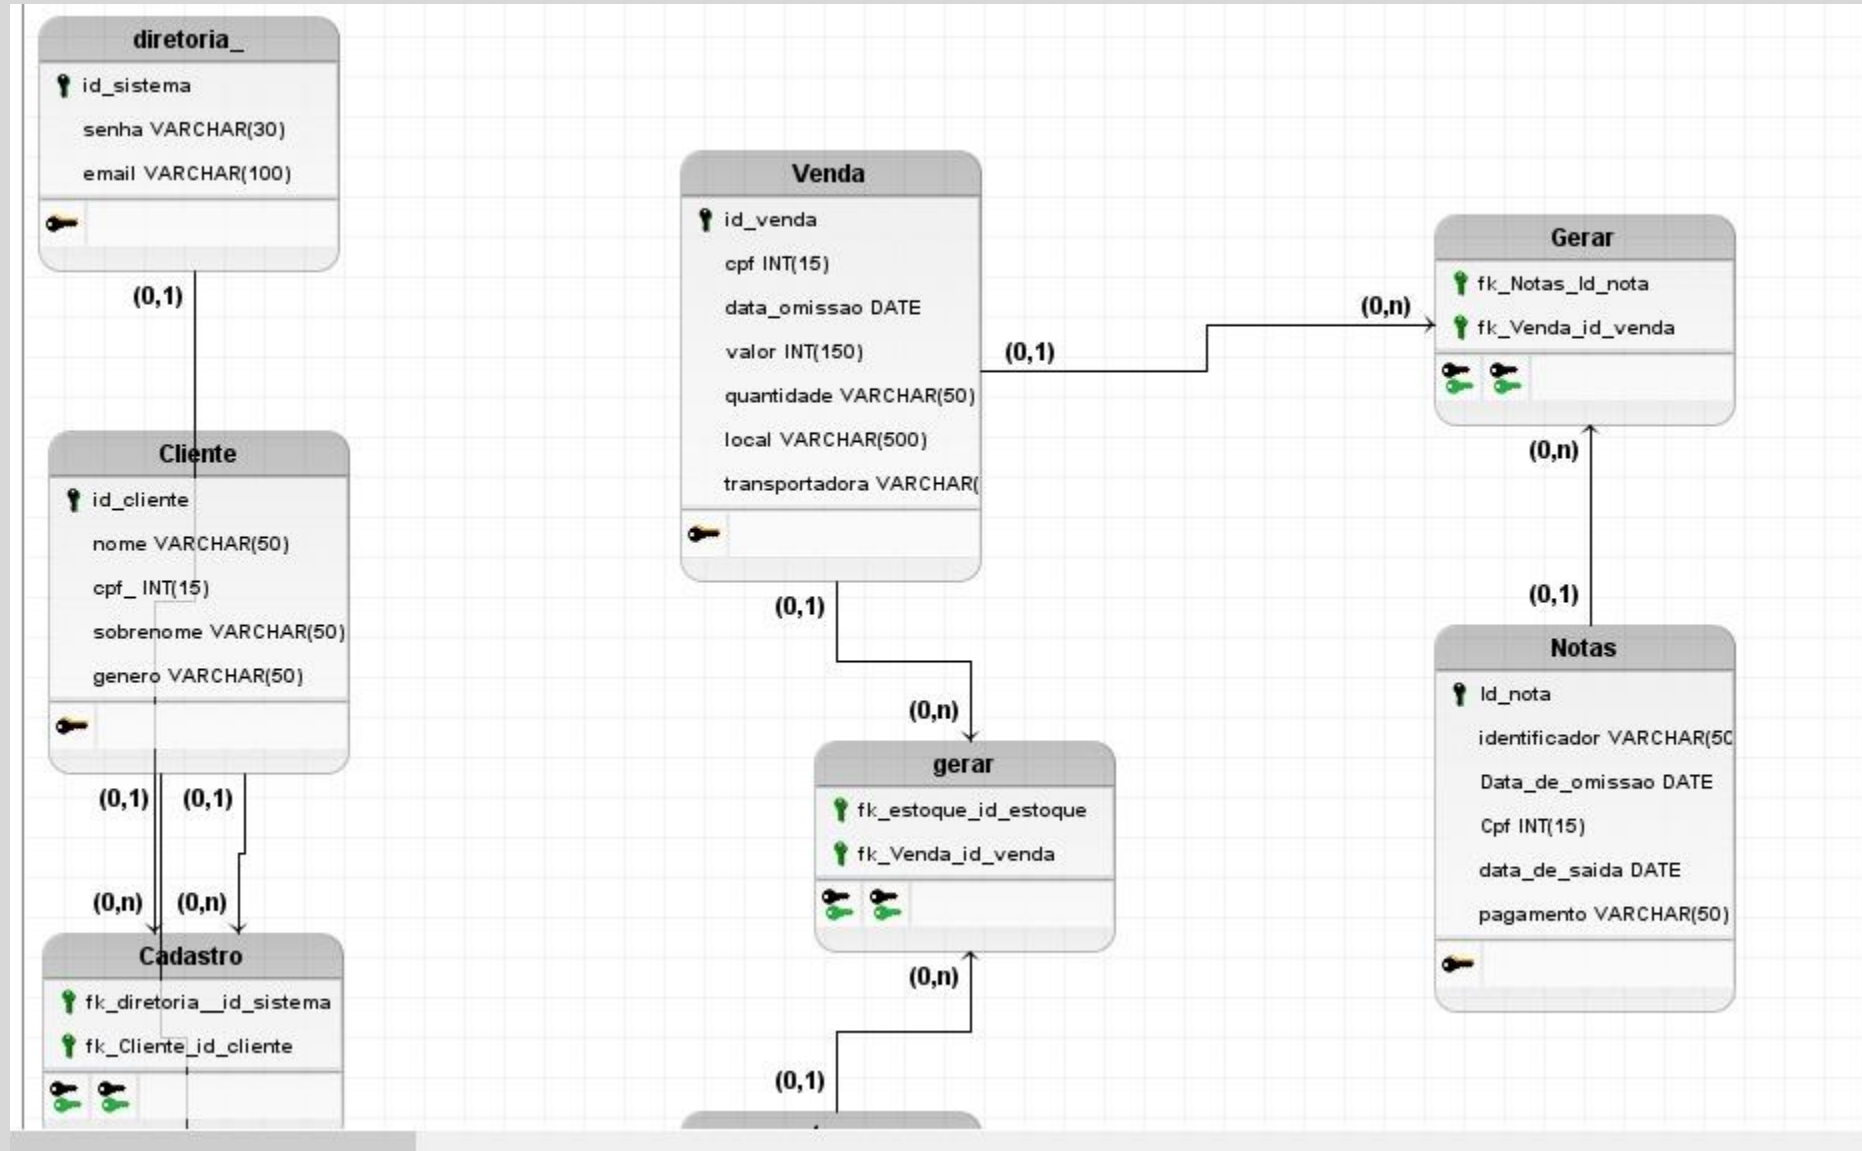 diretoria_
id_sistema
senha VARCHAR(30)
email VARCHAR(100)
(0,1)
Cliente
id_cliente
nome VARCHAR(50)
cpf_ INT(15)
sobrenome VARCHAR(50)
genero VARCHAR(50)
(0,1)
(0,1)
(0,n)
(0,n)
Cadastro
fk_diretoria__id_sistema
fk_Cliente_id_cliente
Venda
id_venda
cpf INT(15)
data_omissao DATE
valor INT(150)
quantidade VARCHAR(50)
local VARCHAR(500)
transportadora VARCHAR(
(0,1)
(0,n)
(0,1)
(0,n)
gerar
fk_estoque_id_estoque
fk_Venda_id_venda
(0,n)
(0,1)
Gerar
fk_Notas_Id_nota
fk_Venda_id_venda
(0,n)
(0,1)
Notas
Id_nota
identificador VARCHAR(50
Data_de_omissao DATE
Cpf INT(15)
data_de_saida DATE
pagamento VARCHAR(50)